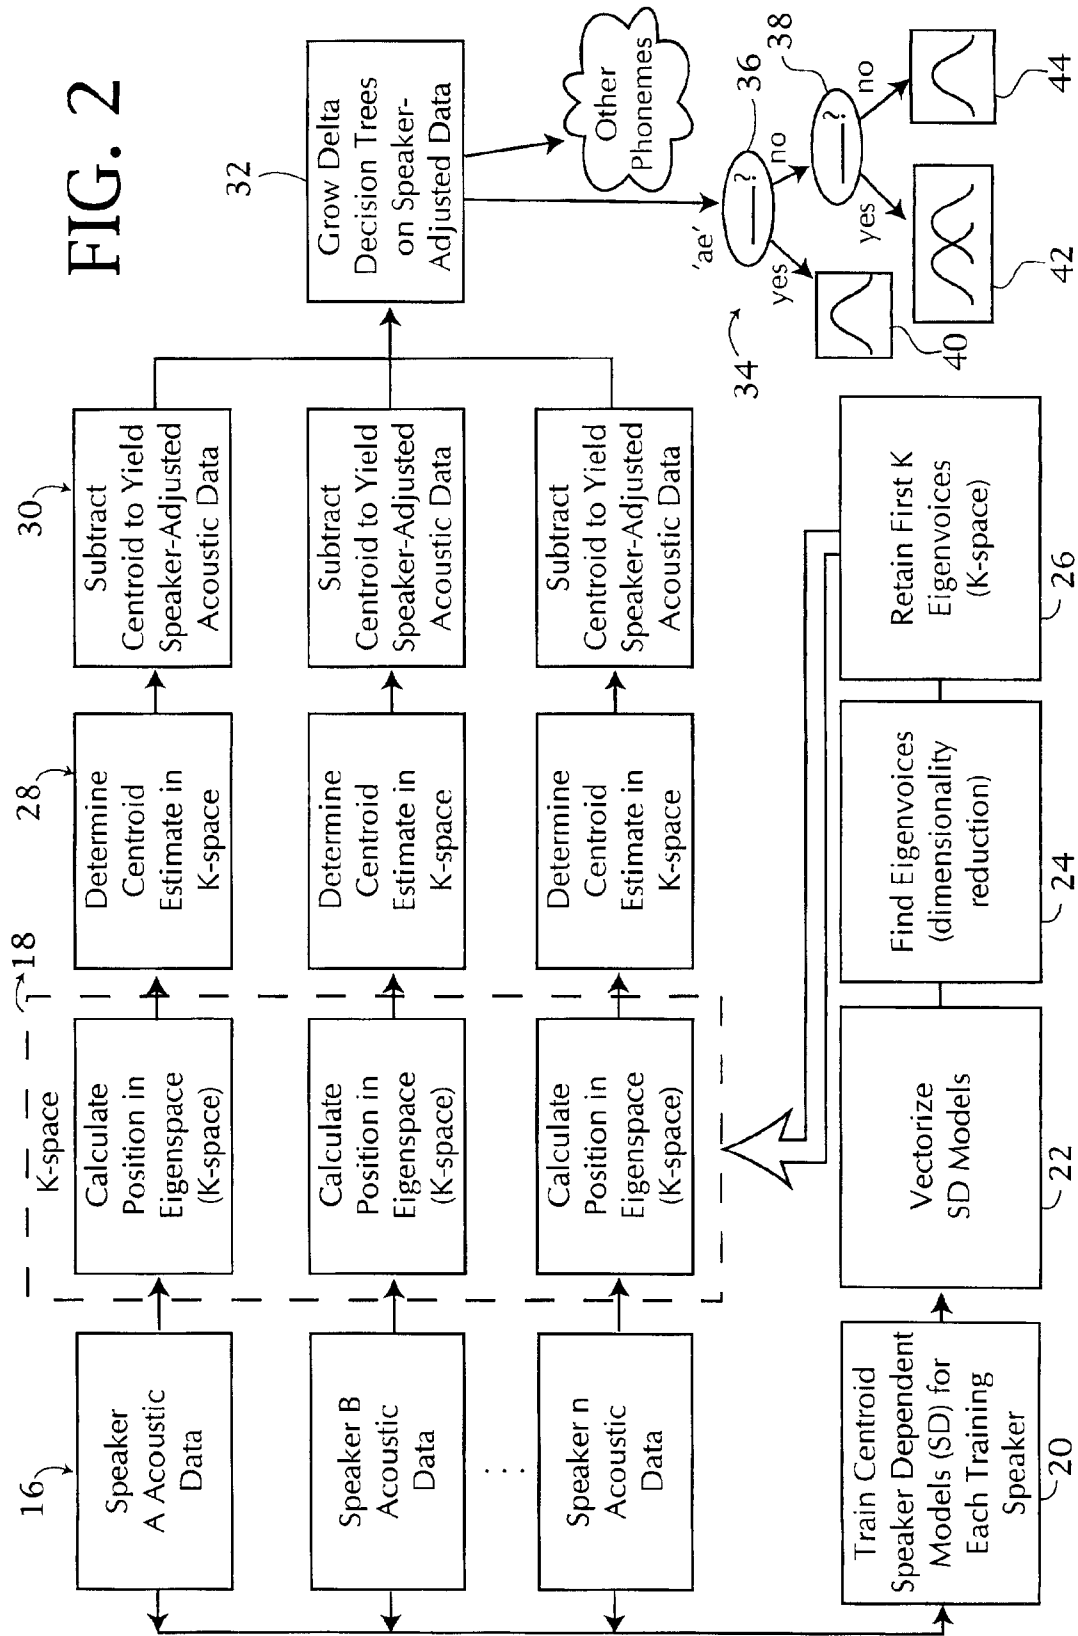 FIG. 2
16
Speaker
A Acoustic
Data
Speaker B
Acoustic
Data
. . .
Speaker n
Acoustic
Data
18
K-space
Calculate
Position in
Eigenspace
(K-space)
Calculate
Position in
Eigenspace
(K-space)
Calculate
Position in
Eigenspace
(K-space)
28
Determine
Centroid
Estimate in
K-space
Determine
Centroid
Estimate in
K-space
Determine
Centroid
Estimate in
K-space
30
Subtract
Centroid to Yield
Speaker-Adjusted
Acoustic Data
Subtract
Centroid to Yield
Speaker-Adjusted
Acoustic Data
Subtract
Centroid to Yield
Speaker-Adjusted
Acoustic Data
32
Grow Delta
Decision Trees
on Speaker-
Adjusted Data
Other
Phonemes
34
'ae'
?
36
yes
no
?
38
yes
no
40
42
44
Train Centroid
Speaker Dependent
Models (SD) for
Each Training
Speaker
20
Vectorize
SD Models
22
Find Eigenvoices
(dimensionality
reduction)
24
Retain First K
Eigenvoices
(K-space)
26